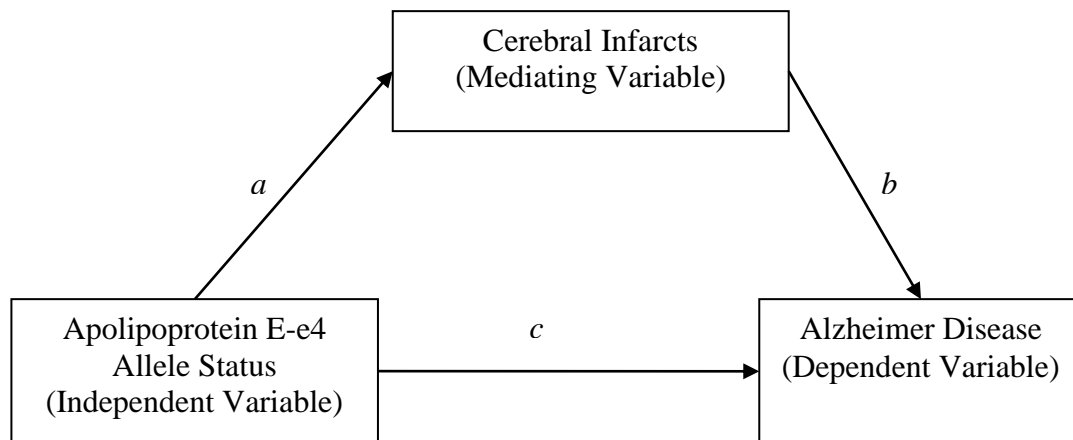 Cerebral Infarcts
(Mediating Variable)
a
b
Apolipoprotein E-e4
Allele Status
(Independent Variable)
c
Alzheimer Disease
(Dependent Variable)